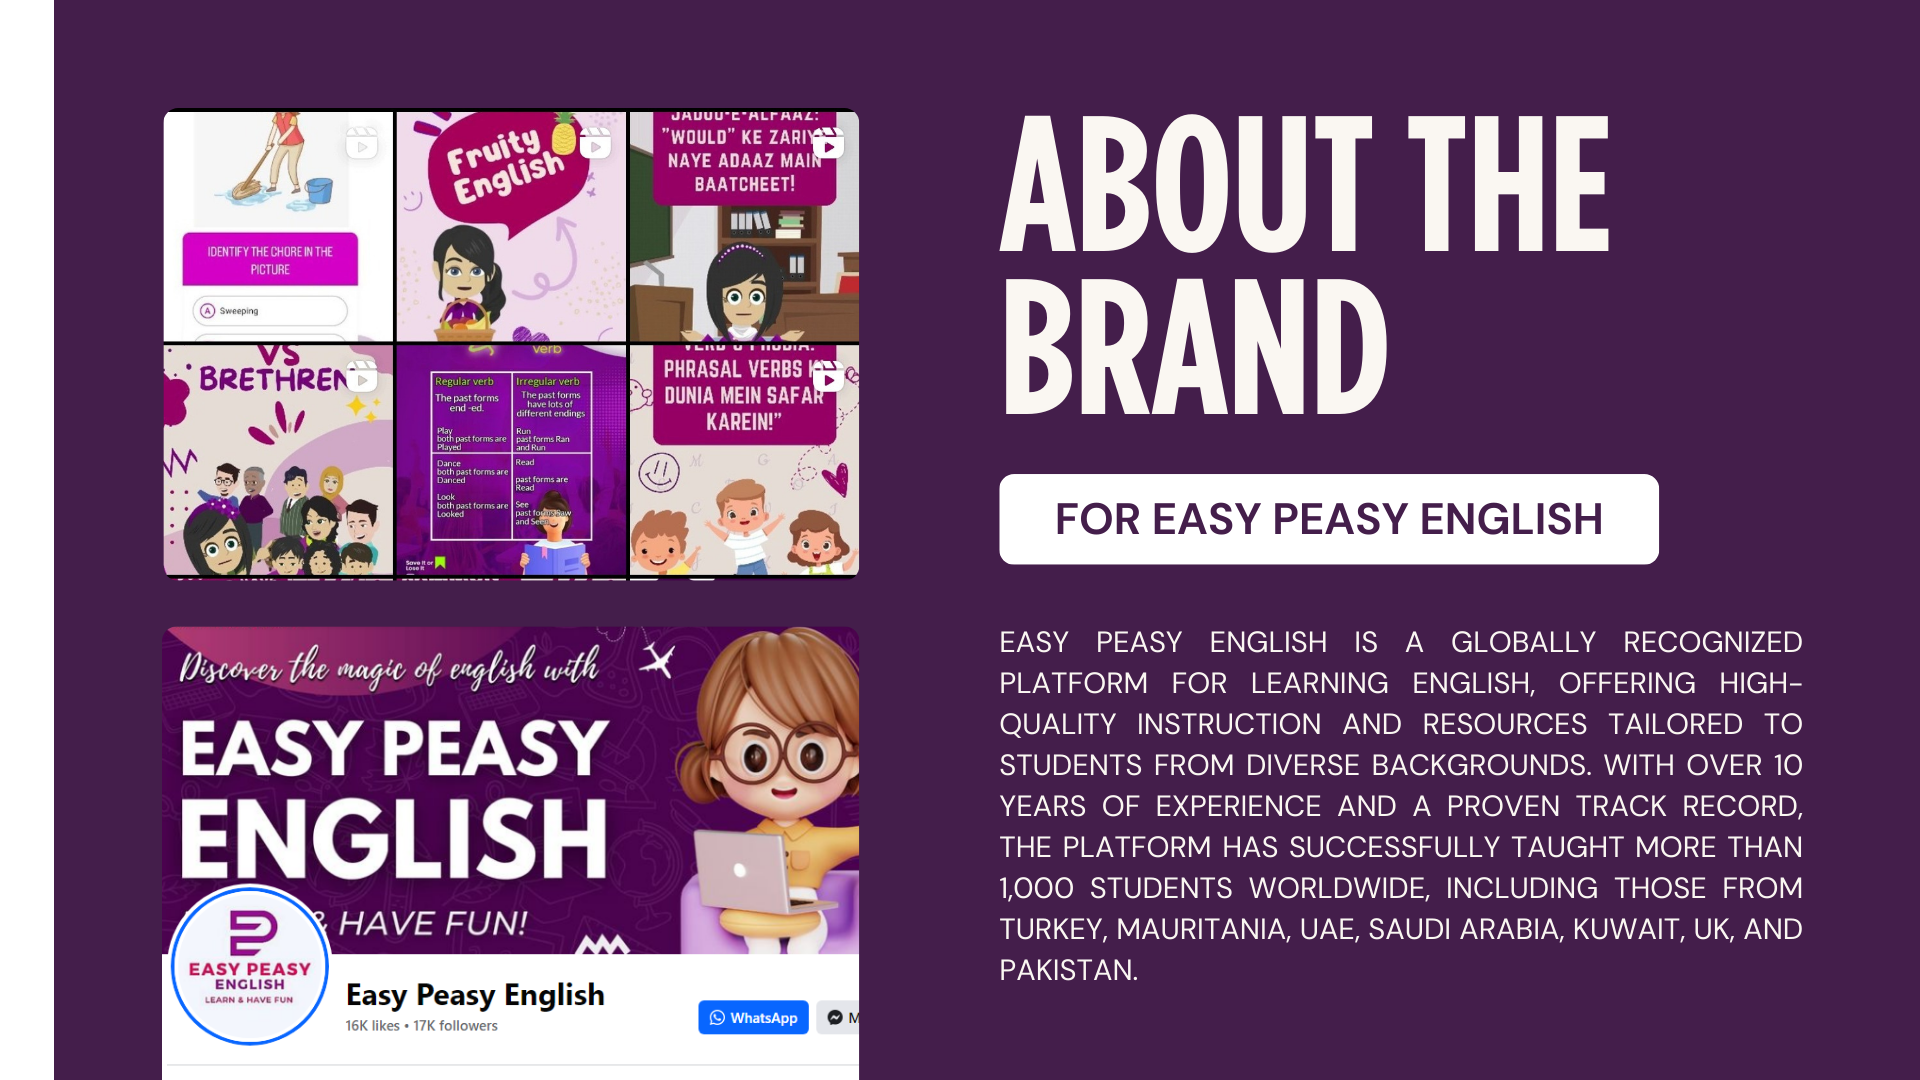 IDENTIFY THE CHORE IN THE
PICTURE
A Sweeping
Fruity
English
JADUU-E-ALFAAZ:
"WOULD" KE
NAYE ADAAZ MAIN
BAATCHEET!
VS
BRETHREN
verb
Regular verb
The past forms
end -ed.
Play
both past forms are
Played
Dance
both past forms are
Danced
Look
both past forms are
Looked
Irregular verb
The past forms
have lots of
different endings
Run
past forms Ran
and Run
Read
past forms are
Read
See
past forms Saw
and Seen
Save It or
Lose It
PHRASAL VERBS
DUNIA MEIN SAFAR
KAREIN!"
Discover the magic of english with
EASY PEASY
ENGLISH
& HAVE FUN!
EASY PEASY
ENGLISH
LEARN & HAVE FUN
Easy Peasy English
16K likes • 17K followers
WhatsApp
M
ABOUT THE
BRAND
FOR EASY PEASY ENGLISH
EASY PEASY ENGLISH IS A GLOBALLY RECOGNIZED
PLATFORM FOR LEARNING ENGLISH, OFFERING HIGH-
QUALITY INSTRUCTION AND RESOURCES TAILORED TO
STUDENTS FROM DIVERSE BACKGROUNDS. WITH OVER 10
YEARS OF EXPERIENCE AND A PROVEN TRACK RECORD,
THE PLATFORM HAS SUCCESSFULLY TAUGHT MORE THAN
1,000 STUDENTS WORLDWIDE, INCLUDING THOSE FROM
TURKEY, MAURITANIA, UAE, SAUDI ARABIA, KUWAIT, UK, AND
PAKISTAN.